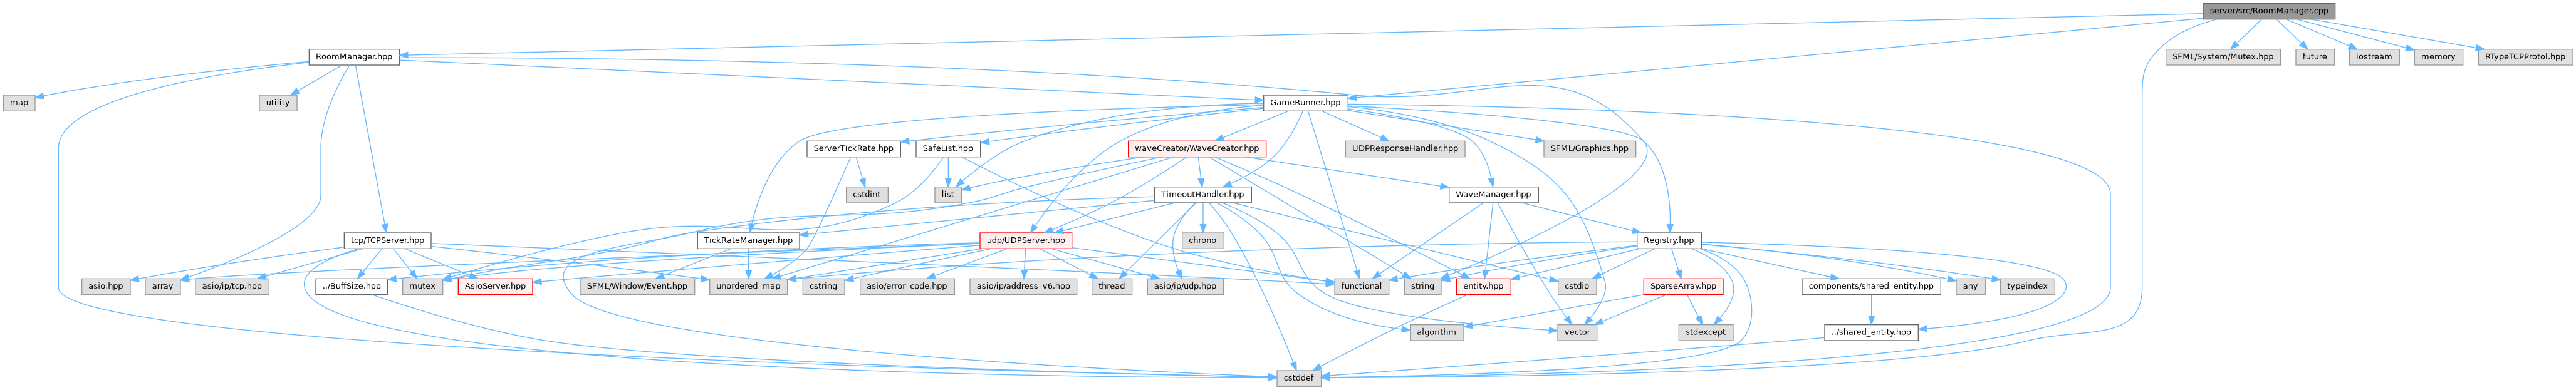 server/src/RoomManager.cpp
RoomManager.hpp
SFML/System/Mutex.hpp
future
iostream
memory
RTypeTCPProtol.hpp
map
utility
GameRunner.hpp
ServerTickRate.hpp
SafeList.hpp
waveCreator/WaveCreator.hpp
UDPResponseHandler.hpp
SFML/Graphics.hpp
cstdint
list
TimeoutHandler.hpp
WaveManager.hpp
tcp/TCPServer.hpp
TickRateManager.hpp
udp/UDPServer.hpp
chrono
Registry.hpp
asio.hpp
array
asio/ip/tcp.hpp
../BuffSize.hpp
mutex
AsioServer.hpp
SFML/Window/Event.hpp
unordered_map
cstring
asio/error_code.hpp
asio/ip/address_v6.hpp
thread
asio/ip/udp.hpp
functional
string
entity.hpp
cstdio
SparseArray.hpp
components/shared_entity.hpp
any
typeindex
algorithm
vector
stdexcept
../shared_entity.hpp
cstddef